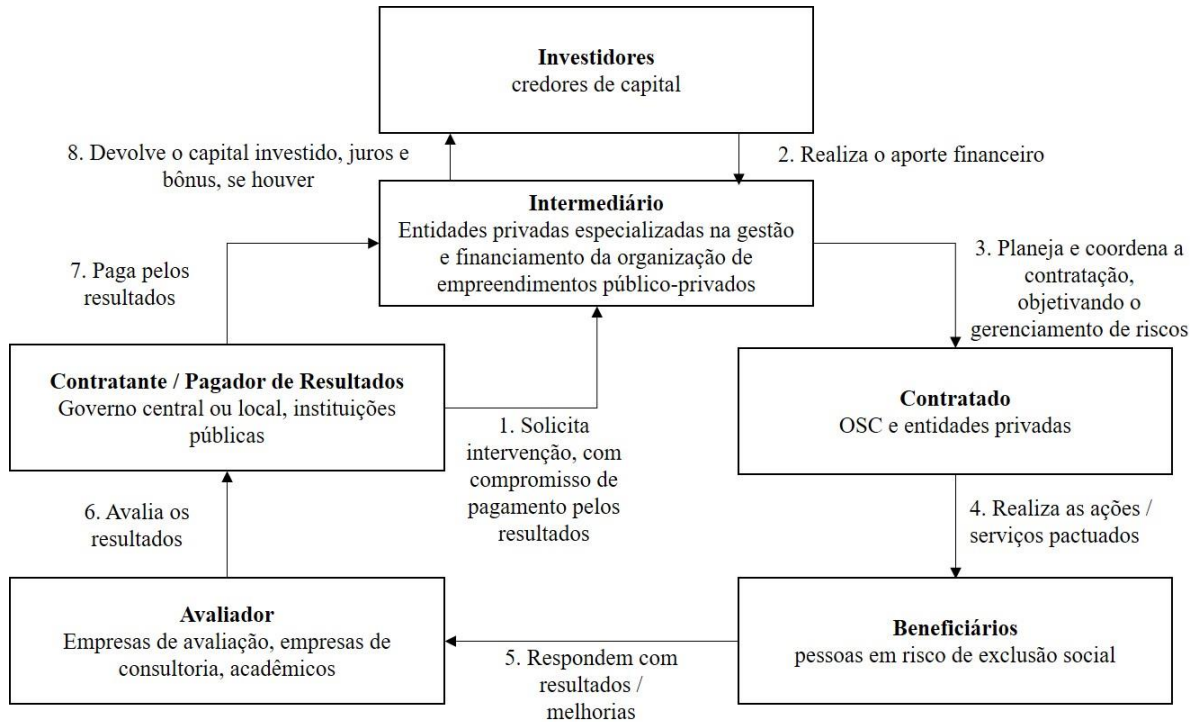 Investidores
credores de capital
8. Devolve o capital investido, juros e
bônus, se houver
2. Realiza o aporte financeiro
Intermediário
Entidades privadas especializadas na gestão
e financiamento da organização de
empreendimentos público-privados
7. Paga pelos
resultados
3. Planeja e coordena a
contratação,
objetivando o
gerenciamento de riscos
Contratante / Pagador de Resultados
Governo central ou local, instituições
públicas
1. Solicita
intervenção, com
compromisso de
pagamento pelos
resultados
Contratado
OSC e entidades privadas
6. Avalia os
resultados
4. Realiza as ações /
serviços pactuados
Avaliador
Empresas de avaliação, empresas de
consultoria, acadêmicos
5. Respondem com
resultados /
melhorias
Beneficiários
pessoas em risco de exclusão social